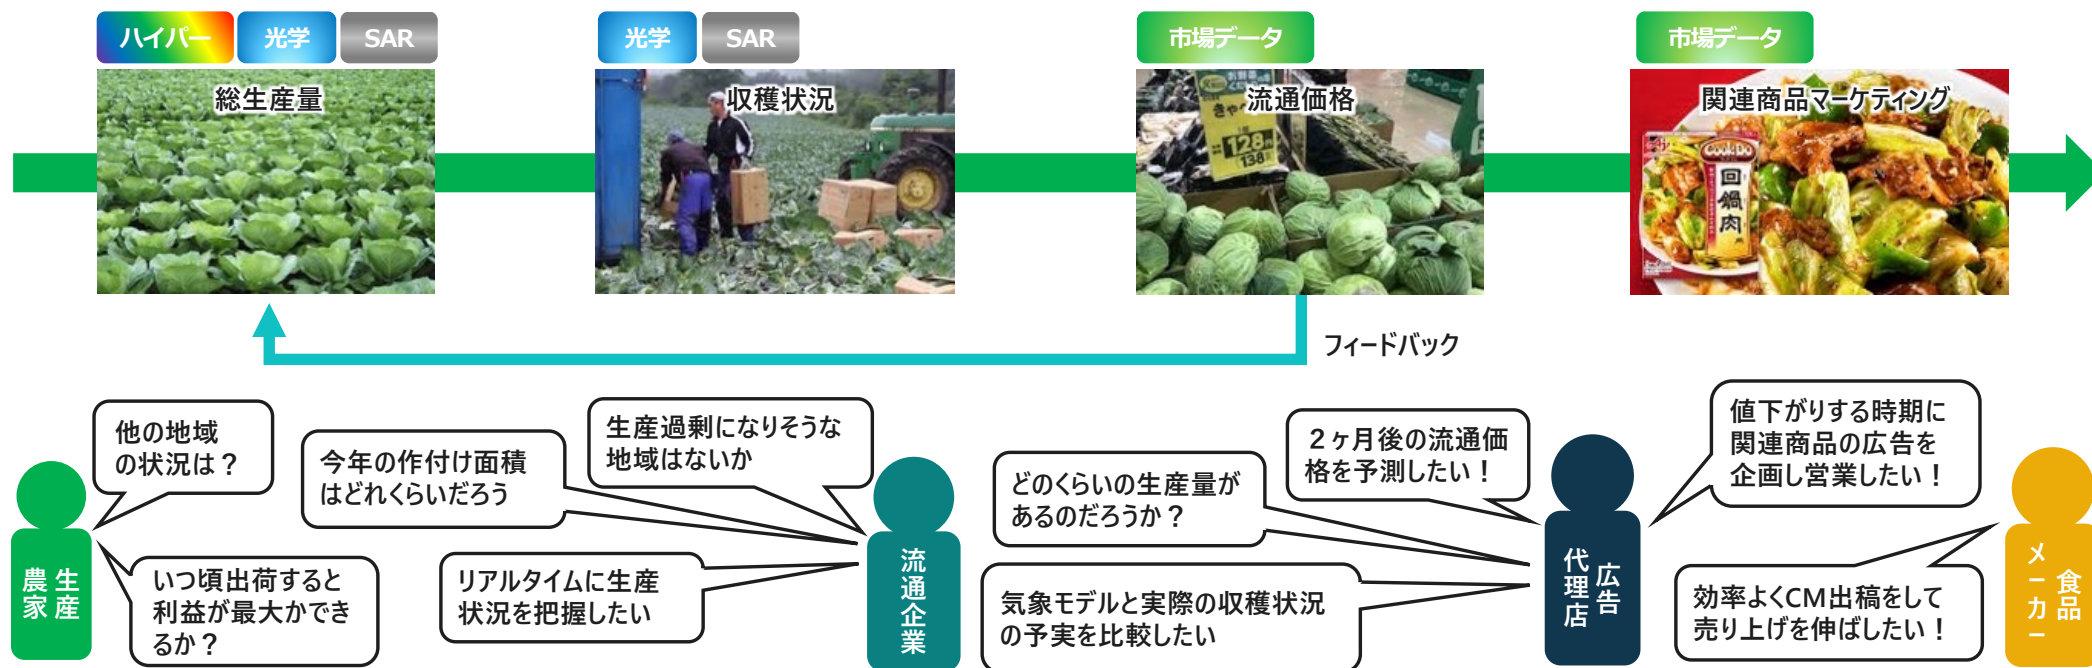 ハイパー
光学
SAR
光学
SAR
市場データ
市場データ
総生産量
収穫状況
流通価格
関連商品マーケティング
きゃべ
128
138
Cook Do
回鍋肉
フィードバック
他の地域
の状況は？
いつ頃出荷すると
利益が最大かでき
るか？
生産
農家
今年の作付け面積
はどれくらいだろう
生産過剰になりそうな
地域はないか
リアルタイムに生産
状況を把握したい
流通企業
どのくらいの生産量が
あるのだろうか？
２ヶ月後の流通価
格を予測したい！
気象モデルと実際の収穫状況
の予実を比較したい
広告
代理店
値下がりする時期に
関連商品の広告を
企画し営業したい！
効率よくCM出稿をして
売り上げを伸ばしたい！
食品
メーカー